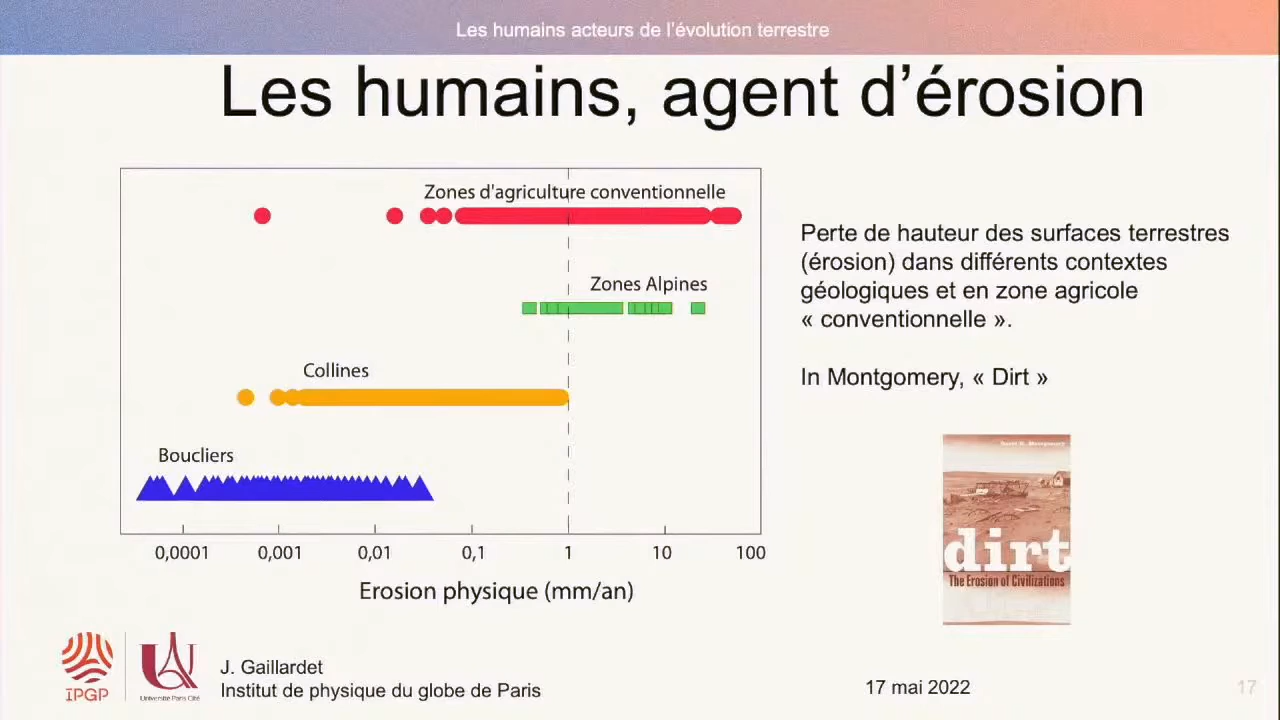 Les humains acteurs de l'évolution terrestre
Les humains, agent d'érosion
Zones d'agriculture conventionnelle
Zones Alpines
Collines
Boucliers
0,0001 0,001 0,01 0,1 1 10 100
Erosion physique (mm/an)
Perte de hauteur des surfaces terrestres
(érosion) dans différents contextes
géologiques et en zone agricole
« conventionnelle ».
In Montgomery, « Dirt »
dirt
The Erosion of Civilizations
IPGP
Université Paris Cité
J. Gaillardet
Institut de physique du globe de Paris
17 mai 2022
17